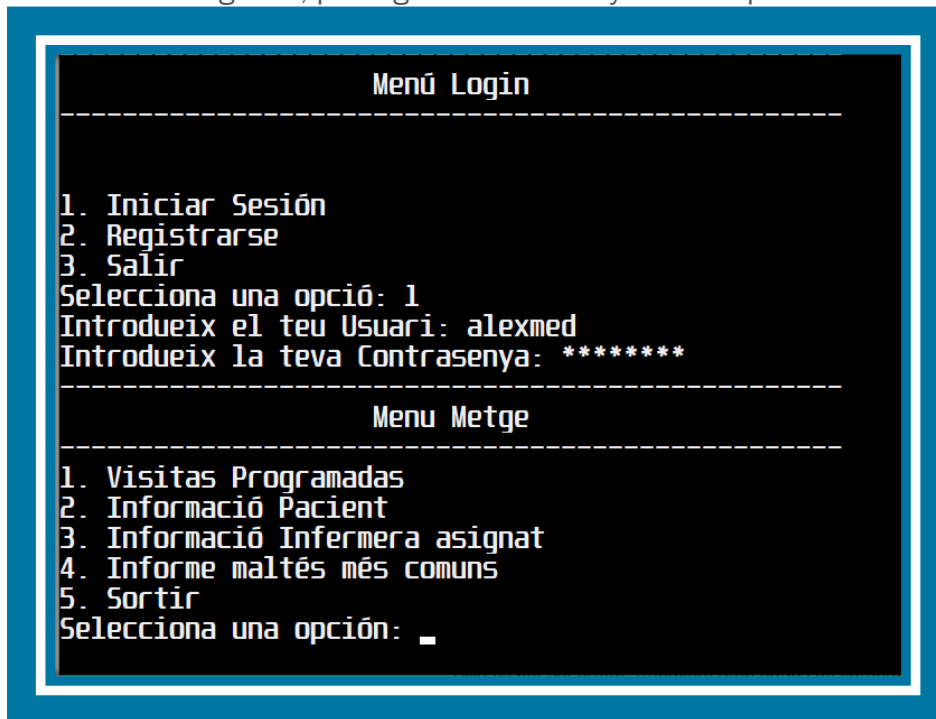 --------------------------------------------------
Menú Login
--------------------------------------------------
1. Iniciar Sesión
2. Registrarse
3. Salir
Selecciona una opció: 1
Introdueix el teu Usuari: alexmed
Introdueix la teva Contrasenya: ********
--------------------------------------------------
Menu Metge
--------------------------------------------------
1. Visitas Programadas
2. Informació Pacient
3. Informació Infermera asignat
4. Informe maltés més comuns
5. Sortir
Selecciona una opción: